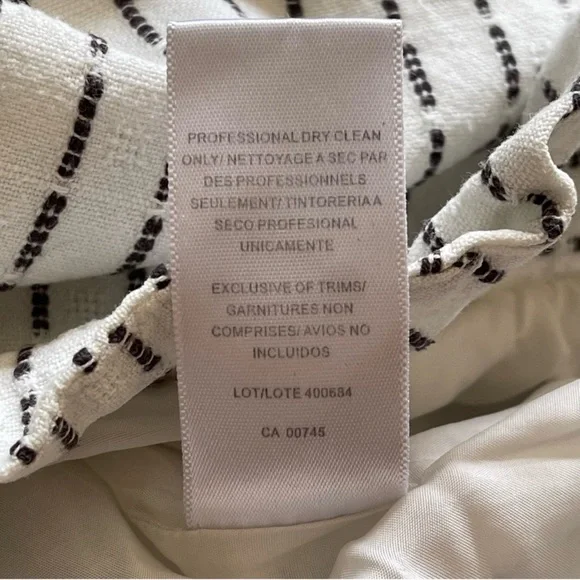 PROFESSIONAL DRY CLEAN
ONLY/ NETTOYAGE A SEC PAR
DES PROFESSIONNELS
SEULEMENT/ TINTORERIA A
SECO PROFESIONAL
UNICAMENTE
EXCLUSIVE OF TRIMS/
GARNITURES NON
COMPRISES/ AVIOS NO
INCLUIDOS
LOT/LOTE 400684
CA 00745